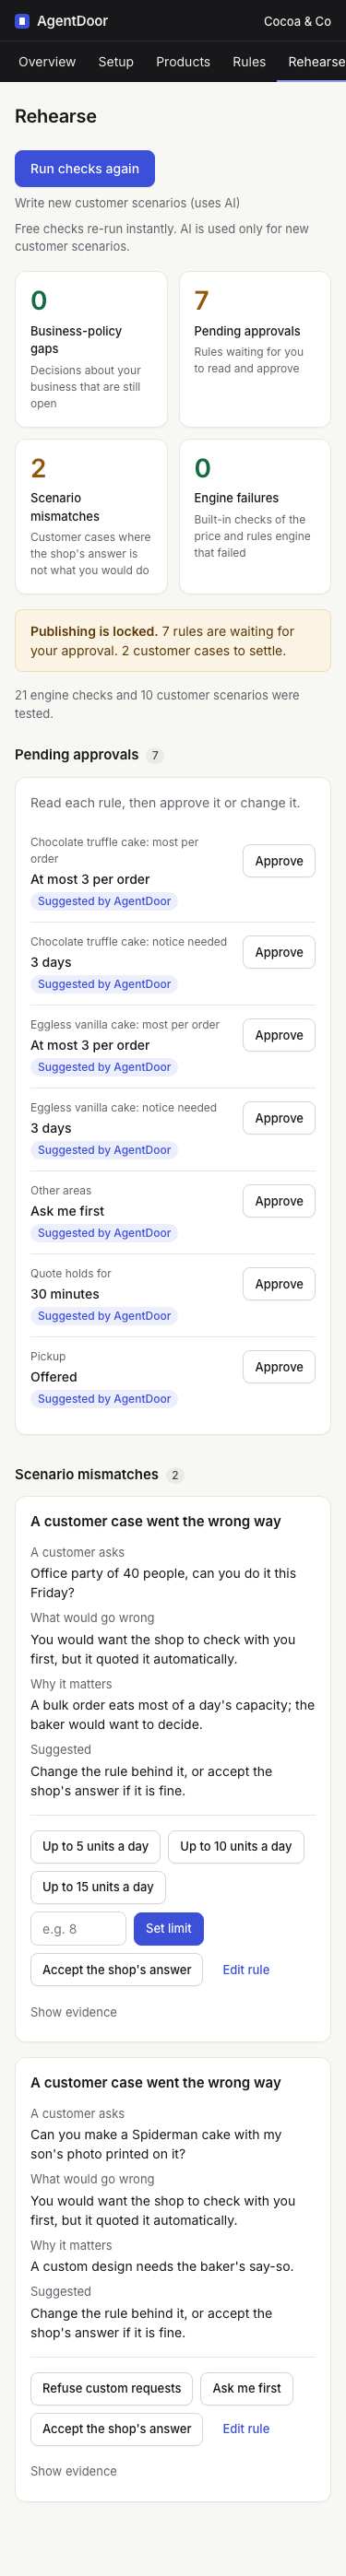 AgentDoor
Cocoa & Co
Overview Setup Products Rules Rehearse
Rehearse
Run checks again
Write new customer scenarios (uses AI)
Free checks re-run instantly. AI is used only for new
customer scenarios.
0
Business-policy
gaps
Decisions about your
business that are still
open
7
Pending approvals
Rules waiting for you
to read and approve
2
Scenario
mismatches
Customer cases where
the shop's answer is
not what you would do
0
Engine failures
Built-in checks of the
price and rules engine
that failed
Publishing is locked. 7 rules are waiting for
your approval. 2 customer cases to settle.
21 engine checks and 10 customer scenarios were
tested.
Pending approvals 7
Read each rule, then approve it or change it.
Chocolate truffle cake: most per
order
At most 3 per order
Suggested by AgentDoor
Approve
Chocolate truffle cake: notice needed
3 days
Suggested by AgentDoor
Approve
Eggless vanilla cake: most per order
At most 3 per order
Suggested by AgentDoor
Approve
Eggless vanilla cake: notice needed
3 days
Suggested by AgentDoor
Approve
Other areas
Ask me first
Suggested by AgentDoor
Approve
Quote holds for
30 minutes
Suggested by AgentDoor
Approve
Pickup
Offered
Suggested by AgentDoor
Approve
Scenario mismatches 2
A customer case went the wrong way
A customer asks
Office party of 40 people, can you do it this
Friday?
What would go wrong
You would want the shop to check with you
first, but it quoted it automatically.
Why it matters
A bulk order eats most of a day's capacity; the
baker would want to decide.
Suggested
Change the rule behind it, or accept the
shop's answer if it is fine.
Up to 5 units a day Up to 10 units a day
Up to 15 units a day
e.g. 8 Set limit
Accept the shop's answer Edit rule
Show evidence
A customer case went the wrong way
A customer asks
Can you make a Spiderman cake with my
son's photo printed on it?
What would go wrong
You would want the shop to check with you
first, but it quoted it automatically.
Why it matters
A custom design needs the baker's say-so.
Suggested
Change the rule behind it, or accept the
shop's answer if it is fine.
Refuse custom requests Ask me first
Accept the shop's answer Edit rule
Show evidence